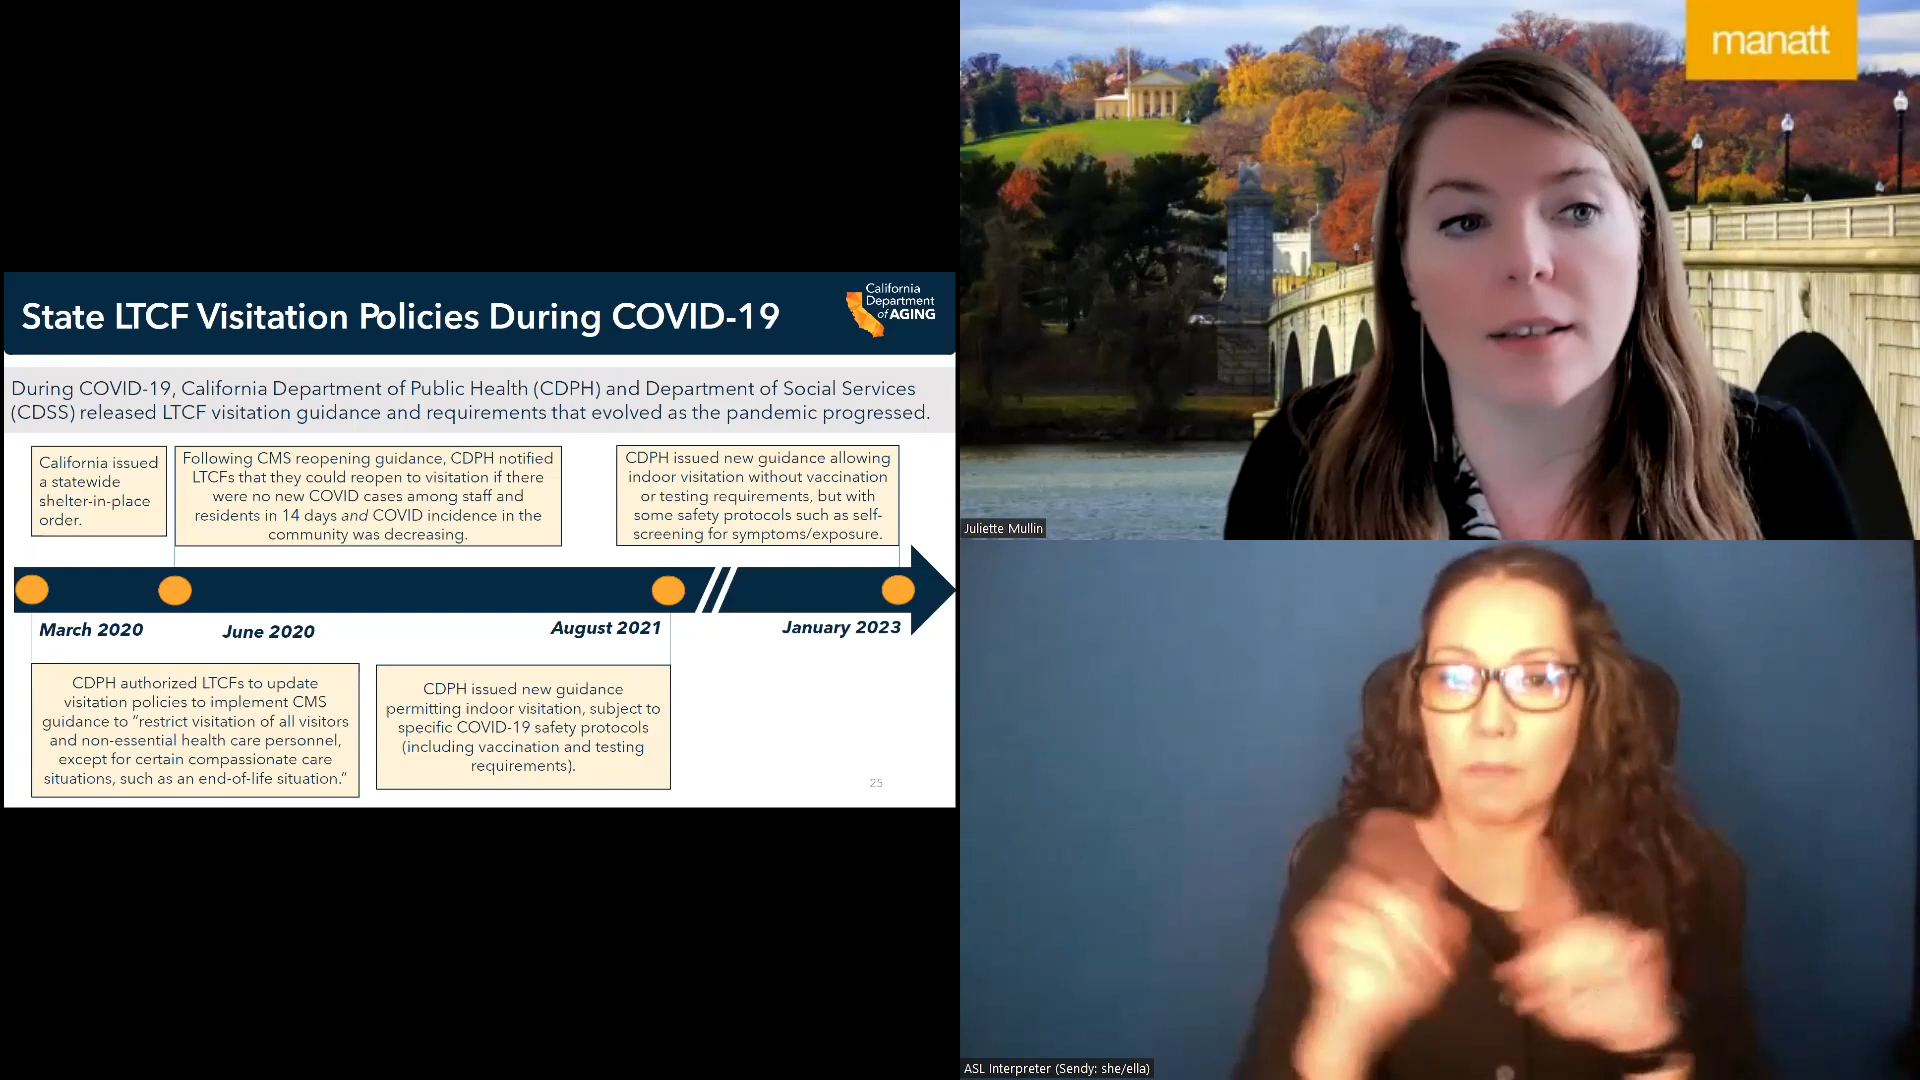 State LTCF Visitation Policies During COVID-19
California
Department
of AGING
During COVID-19, California Department of Public Health (CDPH) and Department of Social Services
(CDSS) released LTCF visitation guidance and requirements that evolved as the pandemic progressed.
California issued
a statewide
shelter-in-place
order.
Following CMS reopening guidance, CDPH notified
LTCFs that they could reopen to visitation if there
were no new COVID cases among staff and
residents in 14 days and COVID incidence in the
community was decreasing.
CDPH issued new guidance allowing
indoor visitation without vaccination
or testing requirements, but with
some safety protocols such as self-
screening for symptoms/exposure.
March 2020
June 2020
August 2021
January 2023
CDPH authorized LTCFs to update
visitation policies to implement CMS
guidance to “restrict visitation of all visitors
and non-essential health care personnel,
except for certain compassionate care
situations, such as an end-of-life situation.”
CDPH issued new guidance
permitting indoor visitation, subject to
specific COVID-19 safety protocols
(including vaccination and testing
requirements).
25
manatt
Juliette Mullin
ASL Interpreter (Sendy: she/ella)